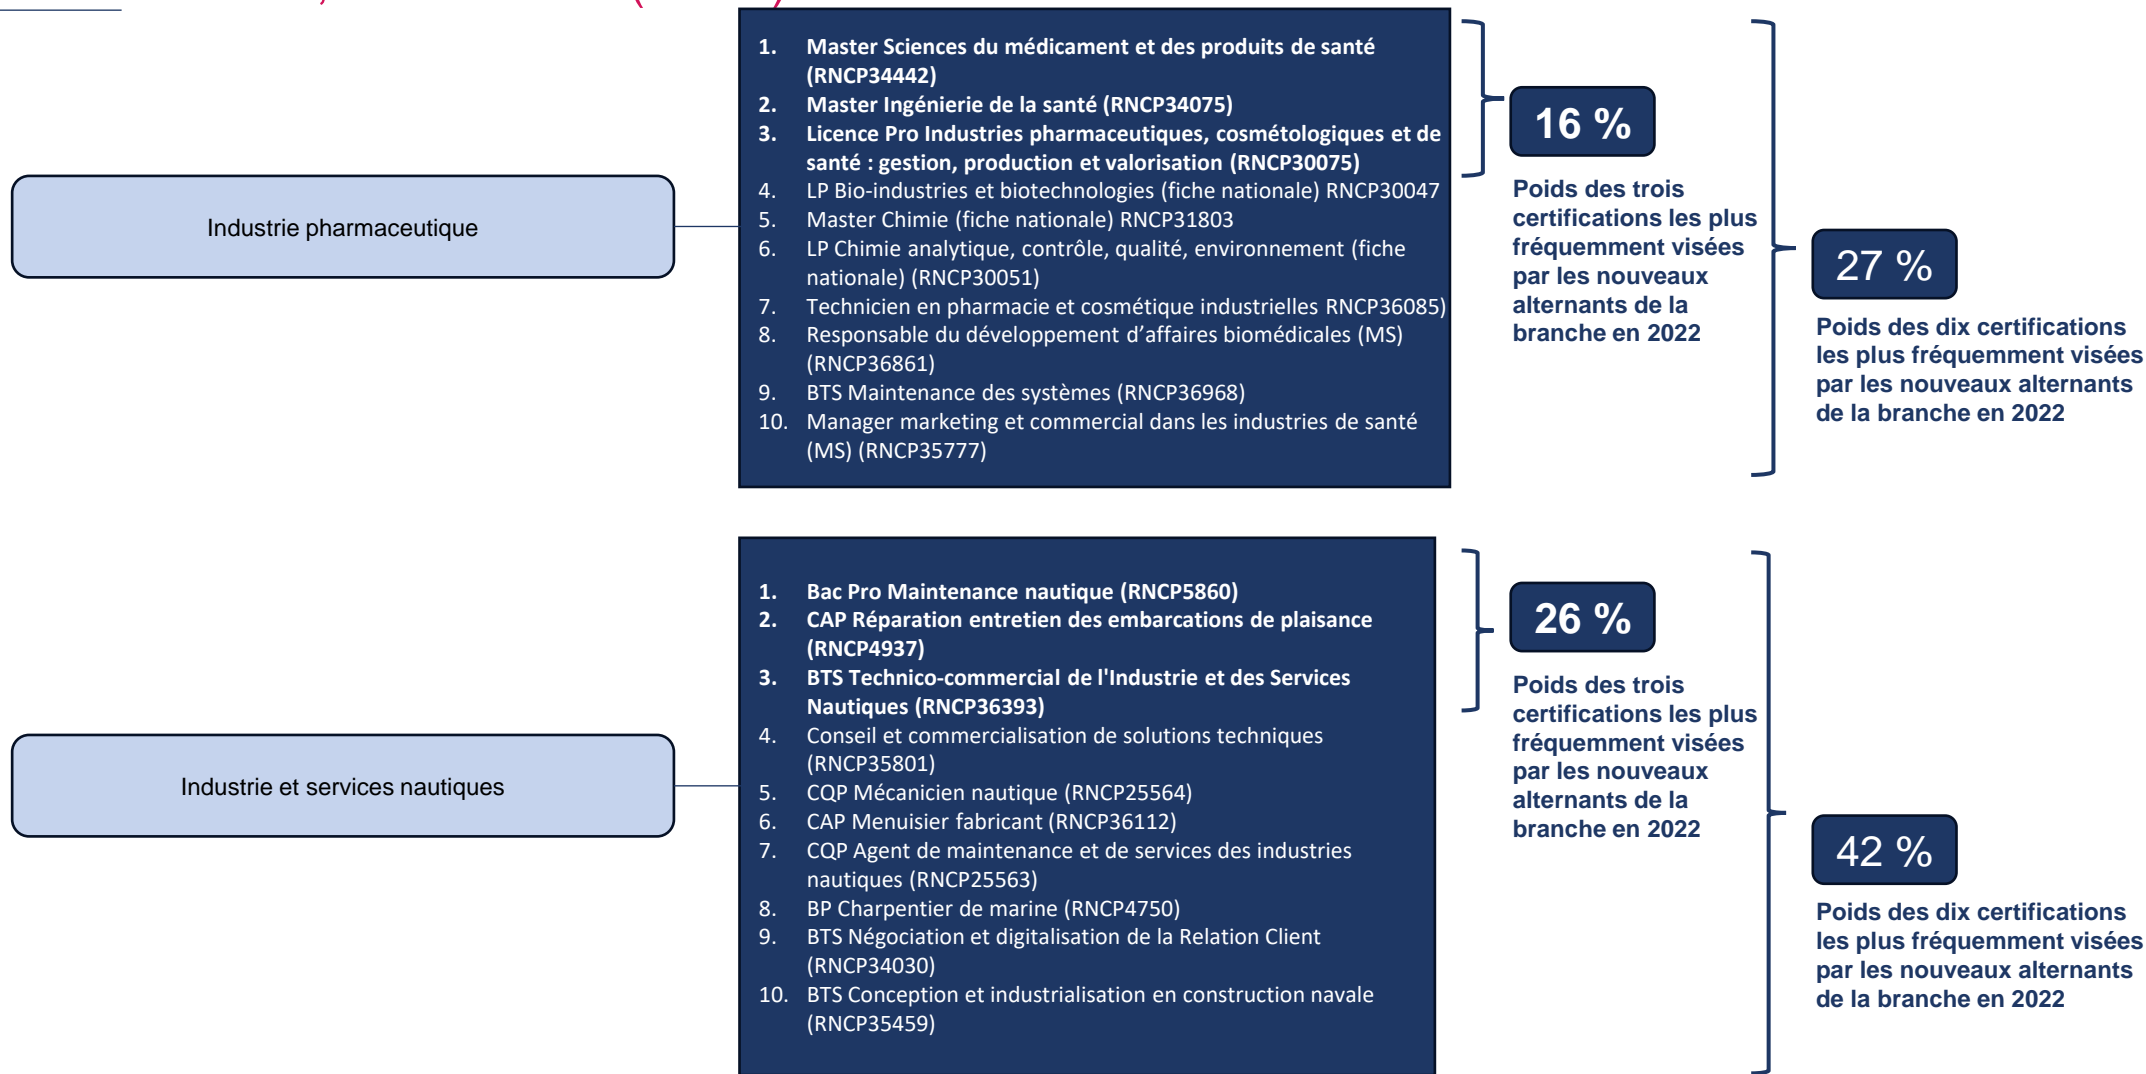 Industrie pharmaceutique
1. Master Sciences du médicament et des produits de santé
(RNCP34442)
2. Master Ingénierie de la santé (RNCP34075)
3. Licence Pro Industries pharmaceutiques, cosmétologiques et de
santé : gestion, production et valorisation (RNCP30075)
4. LP Bio-industries et biotechnologies (fiche nationale) RNCP30047
5. Master Chimie (fiche nationale) RNCP31803
6. LP Chimie analytique, contrôle, qualité, environnement (fiche
nationale) (RNCP30051)
7. Technicien en pharmacie et cosmétique industrielles RNCP36085)
8. Responsable du développement d’affaires biomédicales (MS)
(RNCP36861)
9. BTS Maintenance des systèmes (RNCP36968)
10. Manager marketing et commercial dans les industries de santé
(MS) (RNCP35777)
16 %
Poids des trois
certifications les plus
fréquemment visées
par les nouveaux
alternants de la
branche en 2022
27 %
Poids des dix certifications
les plus fréquemment visées
par les nouveaux alternants
de la branche en 2022
Industrie et services nautiques
1. Bac Pro Maintenance nautique (RNCP5860)
2. CAP Réparation entretien des embarcations de plaisance
(RNCP4937)
3. BTS Technico-commercial de l'Industrie et des Services
Nautiques (RNCP36393)
4. Conseil et commercialisation de solutions techniques
(RNCP35801)
5. CQP Mécanicien nautique (RNCP25564)
6. CAP Menuisier fabricant (RNCP36112)
7. CQP Agent de maintenance et de services des industries
nautiques (RNCP25563)
8. BP Charpentier de marine (RNCP4750)
9. BTS Négociation et digitalisation de la Relation Client
(RNCP34030)
10. BTS Conception et industrialisation en construction navale
(RNCP35459)
26 %
Poids des trois
certifications les plus
fréquemment visées
par les nouveaux
alternants de la
branche en 2022
42 %
Poids des dix certifications
les plus fréquemment visées
par les nouveaux alternants
de la branche en 2022